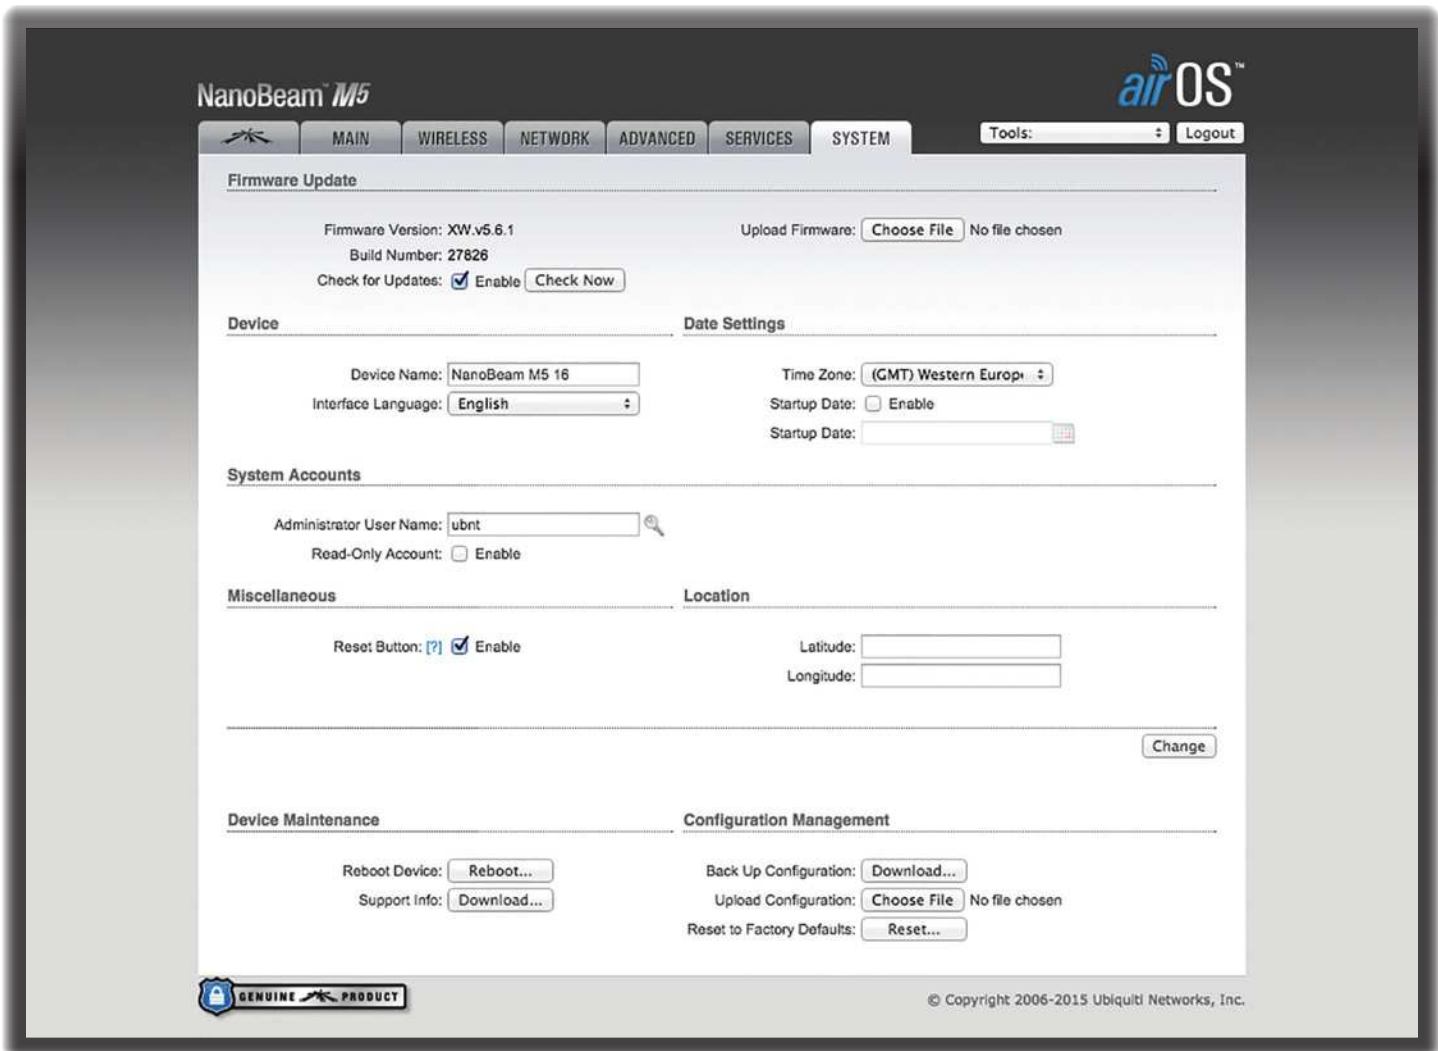 NanoBeam™ M5
airOS™
MAIN WIRELESS NETWORK ADVANCED SERVICES SYSTEM Tools: Logout
Firmware Update
Firmware Version: XW.v5.6.1 Upload Firmware: Choose File No file chosen
Build Number: 27826
Check for Updates: Enable Check Now
Device Date Settings
Device Name: NanoBeam M5 16 Time Zone: (GMT) Western Europ
Interface Language: English Startup Date: Enable
Startup Date:
System Accounts
Administrator User Name: ubnt
Read-Only Account: Enable
Miscellaneous Location
Reset Button: [?] Enable Latitude:
Longitude:
Change
Device Maintenance Configuration Management
Reboot Device: Reboot... Back Up Configuration: Download...
Support Info: Download... Upload Configuration: Choose File No file chosen
Reset to Factory Defaults: Reset...
GENUINE PRODUCT © Copyright 2006-2015 Ubiquiti Networks, Inc.